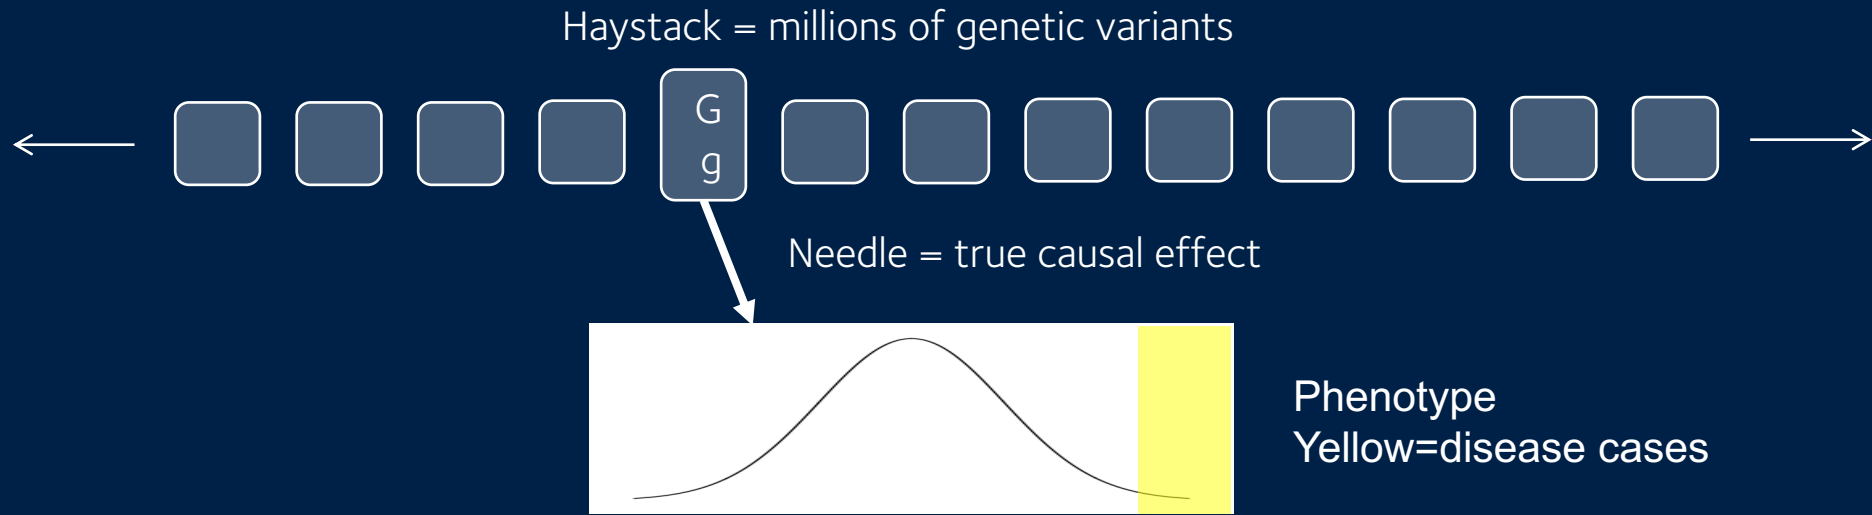 Haystack = millions of genetic variants
G
g
Needle = true causal effect
Phenotype
Yellow=disease cases